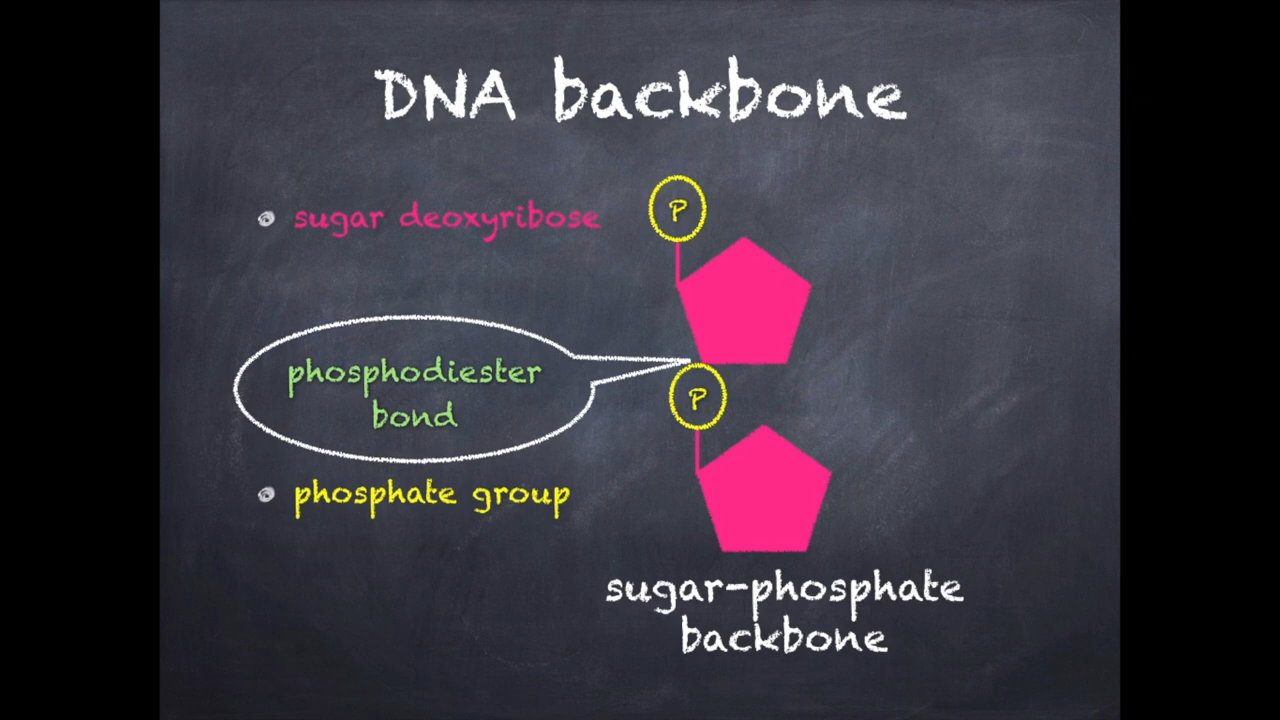 DNA backbone
sugar deoxyribose
P
phosphodiester
bond
P
phosphate group
sugar-phosphate
backbone